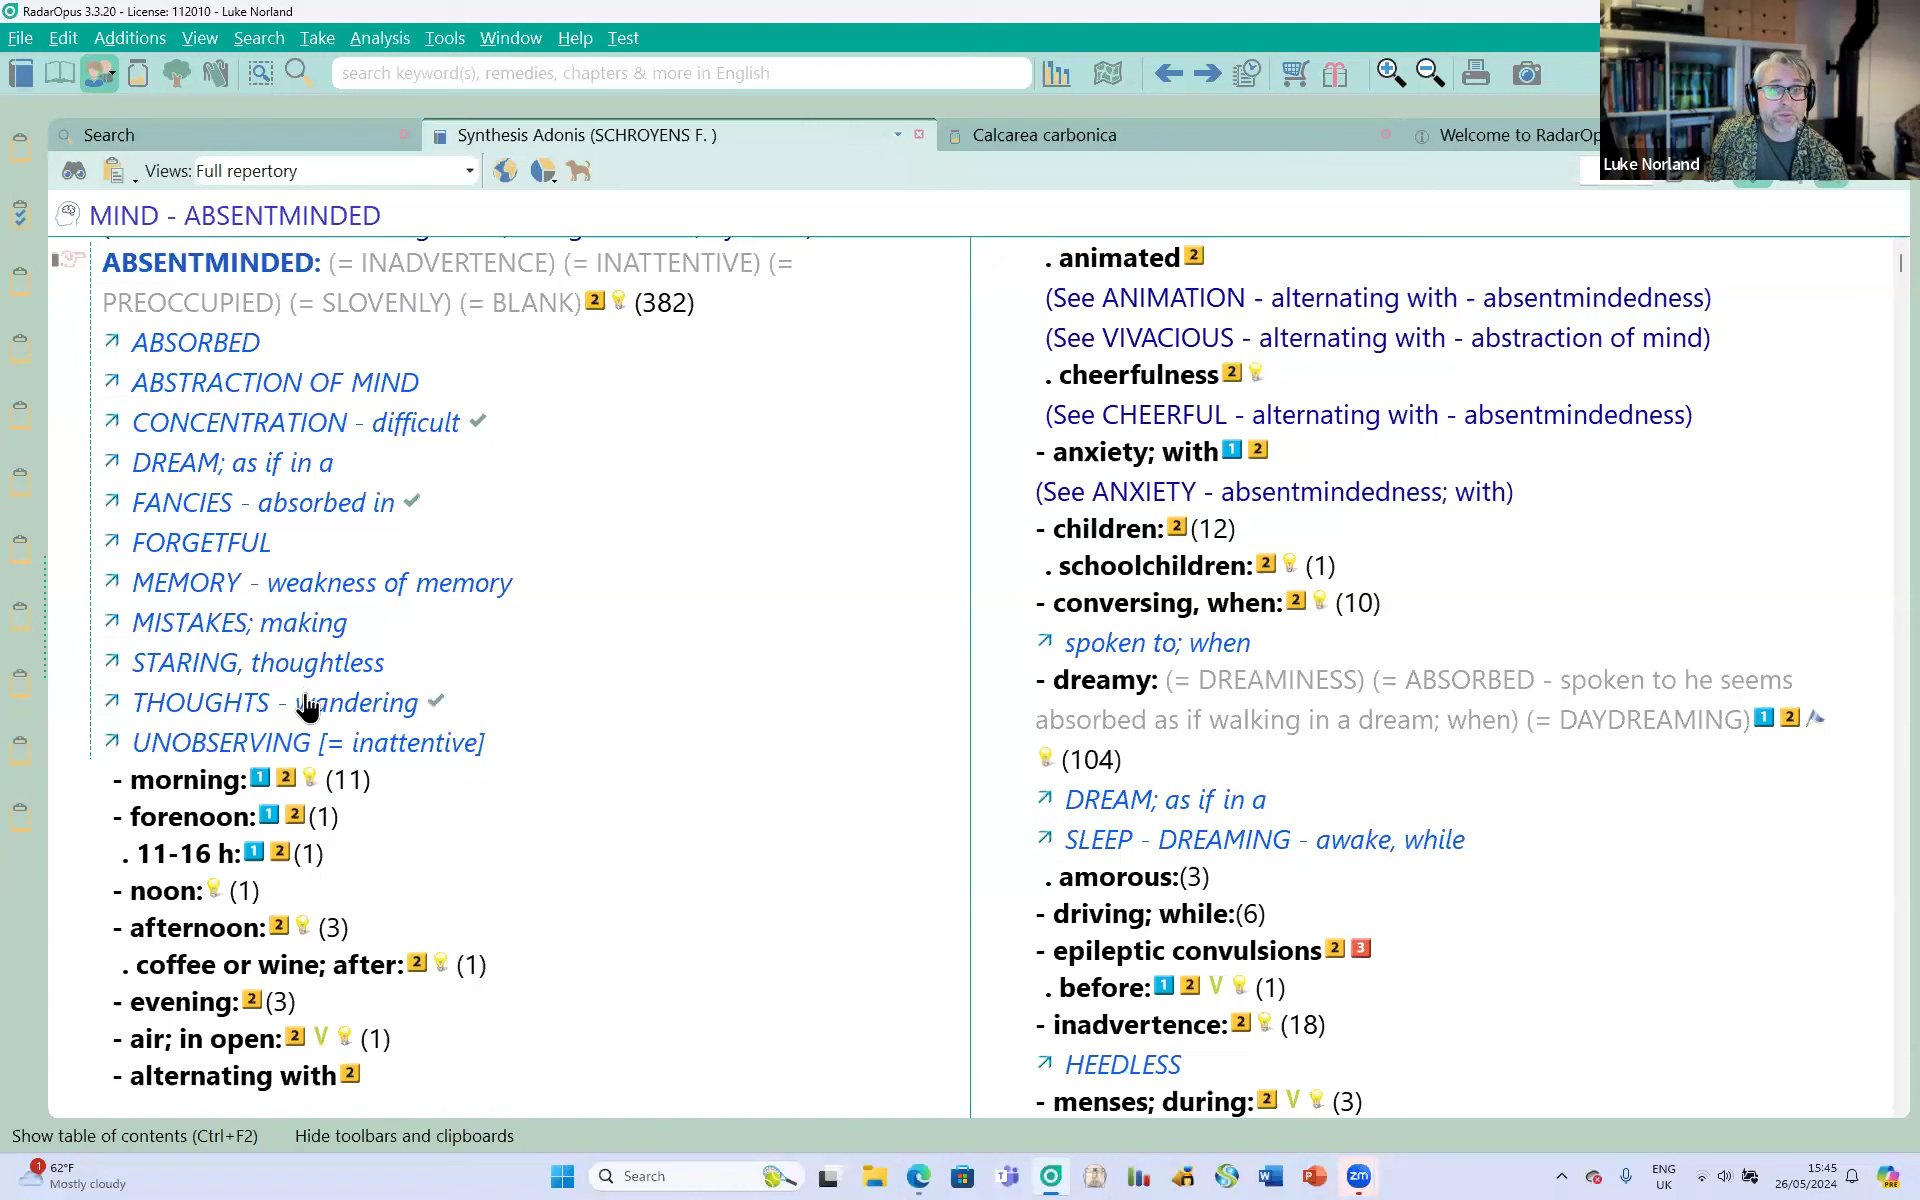 RadarOpus 3.3.20 - License: 112010 - Luke Norland
File Edit Additions View Search Take Analysis Tools Window Help Test
search keyword(s), remedies, chapters & more in English
Search
Synthesis Adonis (SCHROYENS F. )
Calcarea carbonica
Welcome to RadarOp
Luke Norland
Views: Full repertory
MIND - ABSENTMINDED
ABSENTMINDED: (= INADVERTENCE) (= INATTENTIVE) (=
PREOCCUPIED) (= SLOVENLY) (= BLANK) 2 (382)
ABSORBED
ABSTRACTION OF MIND
CONCENTRATION - difficult
DREAM; as if in a
FANCIES - absorbed in
FORGETFUL
MEMORY - weakness of memory
MISTAKES; making
STARING, thoughtless
THOUGHTS - wandering
UNOBSERVING [= inattentive]
- morning: 1 2 (11)
- forenoon: 1 2 (1)
. 11-16 h: 1 2 (1)
- noon: (1)
- afternoon: 2 (3)
. coffee or wine; after: 2 (1)
- evening: 2 (3)
- air; in open: 2 V (1)
- alternating with 2
. animated 2
(See ANIMATION - alternating with - absentmindedness)
(See VIVACIOUS - alternating with - abstraction of mind)
. cheerfulness 2
(See CHEERFUL - alternating with - absentmindedness)
- anxiety; with 1 2
(See ANXIETY - absentmindedness; with)
- children: 2 (12)
. schoolchildren: 2 (1)
- conversing, when: 2 (10)
spoken to; when
- dreamy: (= DREAMINESS) (= ABSORBED - spoken to he seems
absorbed as if walking in a dream; when) (= DAYDREAMING) 1 2
(104)
DREAM; as if in a
SLEEP - DREAMING - awake, while
. amorous:(3)
- driving; while:(6)
- epileptic convulsions 2 3
. before: 1 2 V (1)
- inadvertence: 2 (18)
HEEDLESS
- menses; during: 2 V (3)
Show table of contents (Ctrl+F2) Hide toolbars and clipboards
1
62°F
Mostly cloudy
Search
zm
ENG
UK
15:45
26/05/2024
PRE